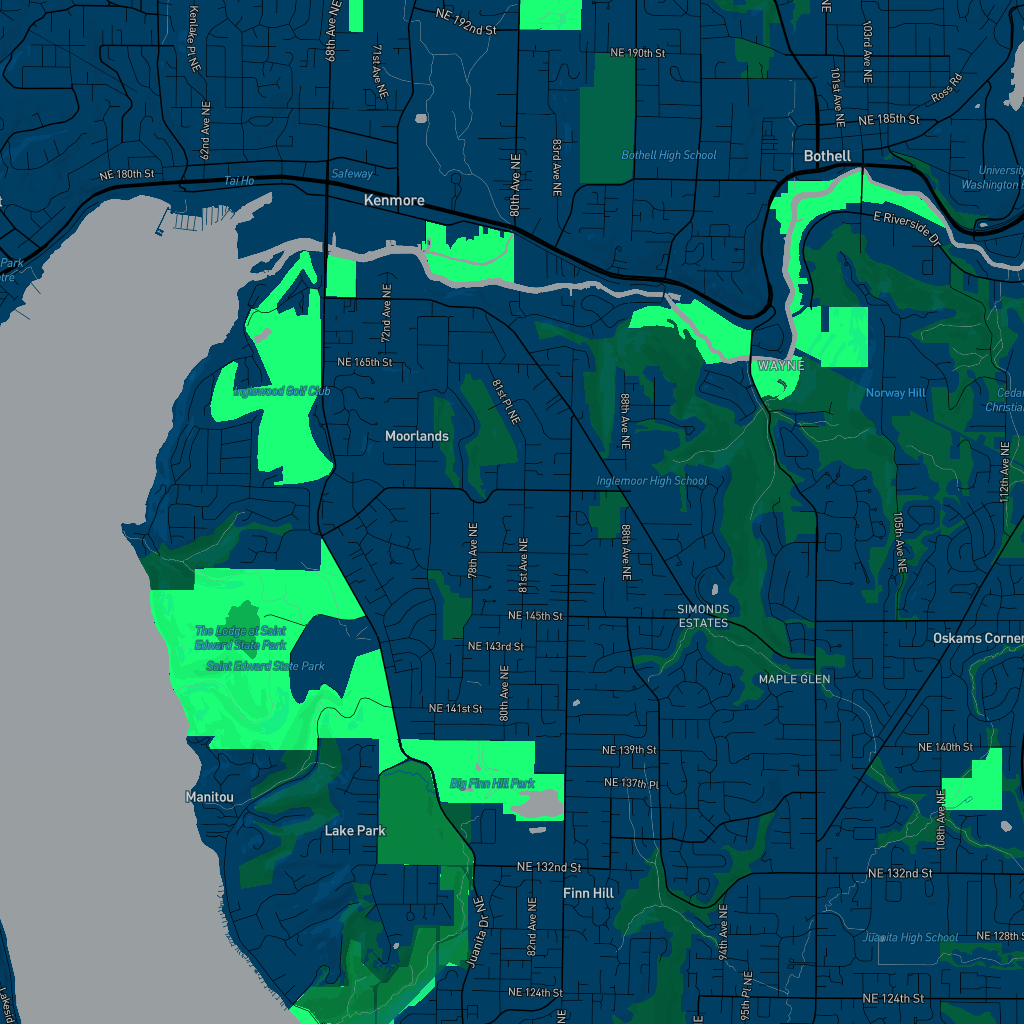 NE 192nd St
68th Ave NE
Kenlake Pl NE
71st Ave NE
NE 190th St
NE
103rd Ave NE
101st Ave NE
Ross Rd
62nd Ave NE
NE 185th St
83rd Ave NE
80th Ave NE
Bothell High School
Bothell
NE 180th St
Tai Ho
Safeway
University
Washington
Kenmore
E Riverside Dr
Park
72nd Ave NE
NE 165th St
WAYNE
Inglewood Golf Club
81st Pl NE
Norway Hill
Cedar
Christian
88th Ave NE
Moorlands
112th Ave NE
Inglemoor High School
78th Ave NE
81st Ave NE
88th Ave NE
105th Ave NE
SIMONDS
ESTATES
NE 145th St
The Lodge at Saint
Edward State Park
Saint Edward State Park
NE 143rd St
Oskams Corner
80th Ave NE
MAPLE GLEN
NE 141st St
NE 139th St
NE 140th St
Big Finn Hill Park
NE 137th Pl
Manitou
108th Ave NE
Lake Park
NE 132nd St
NE 132nd St
Finn Hill
Juanita Dr NE
82nd Ave NE
94th Ave NE
Juanita High School
NE 128th S
95th Pl NE
NE 124th St
NE 124th St
Lakesid
NE
NE